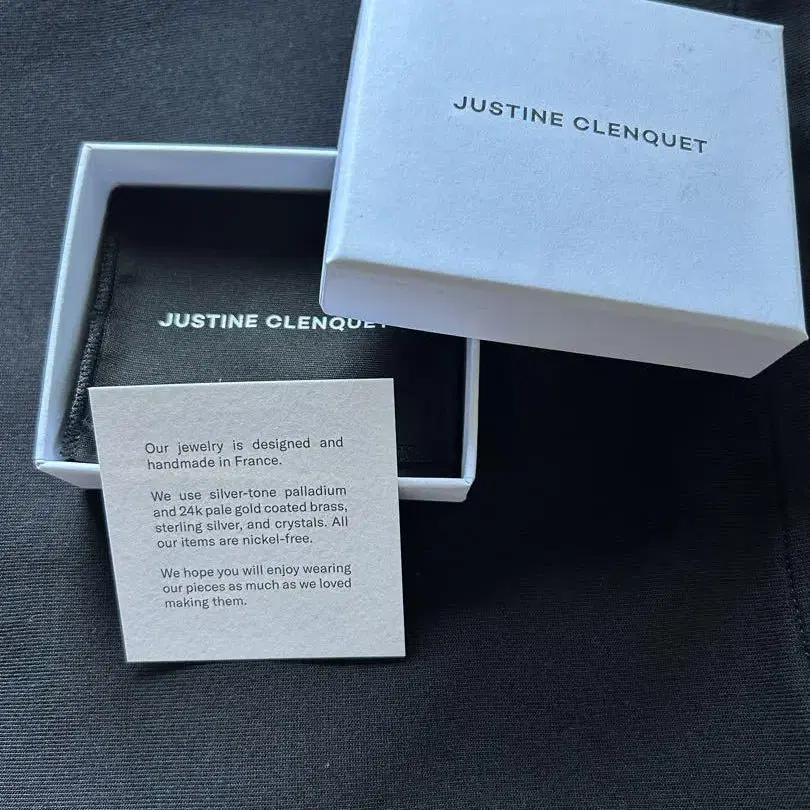 JUSTINE CLENQUET
JUSTINE CLENQUET
Our jewelry is designed and
handmade in France.
We use silver-tone palladium
and 24k pale gold coated brass,
sterling silver, and crystals. All
our items are nickel-free.
We hope you will enjoy wearing
our pieces as much as we loved
making them.